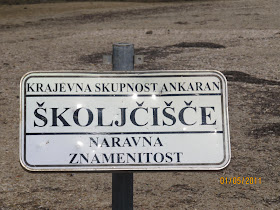 KRAJEVNA SKUPNOST ANKARAN
ŠKOLJČIŠČE
NARAVNA
ZNAMENITOST